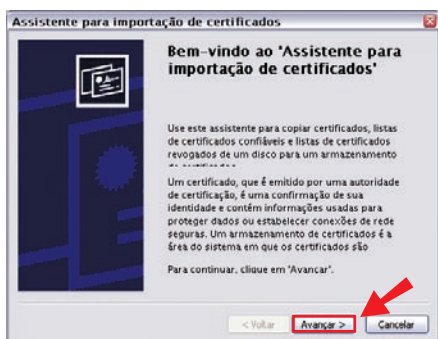 Assistente para importação de certificados
Bem-vindo ao 'Assistente para
importação de certificados'
Use este assistente para copiar certificados, listas
de certificados confiáveis e listas de certificados
revogados de um disco para um armazenamento
Um certificado, que é emitido por uma autoridade
de certificação, é uma confirmação de sua
identidade e contém informações usadas para
proteger dados ou estabelecer conexões de rede
seguras. Um armazenamento de certificados é a
área do sistema em que os certificados são
Para continuar, clique em 'Avançar'.
< Voltar
Avançar >
Cancelar